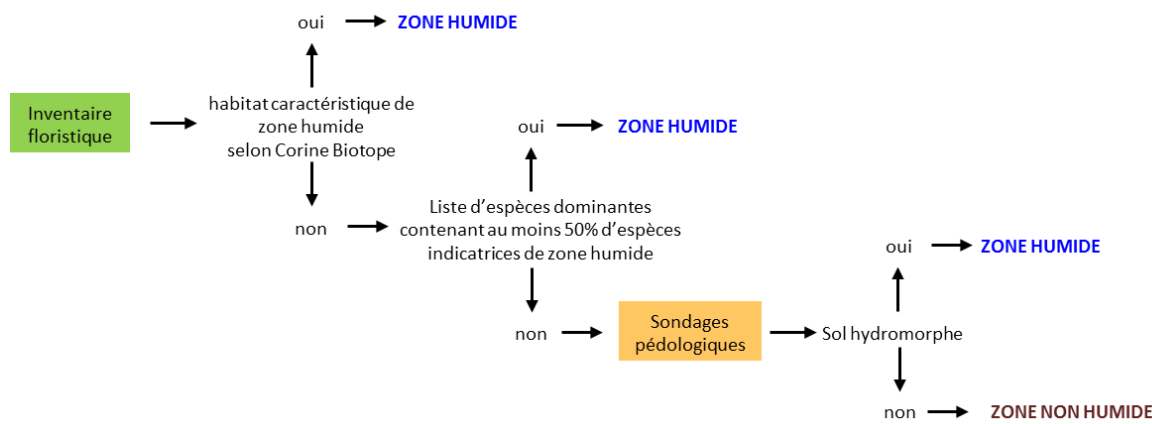 oui
ZONE HUMIDE
Inventaire
floristique
habitat caractéristique de
zone humide
selon Corine Biotope
oui
ZONE HUMIDE
non
Liste d’espèces dominantes
contenant au moins 50% d’espèces
indicatrices de zone humide
oui
ZONE HUMIDE
non
Sondages
pédologiques
Sol hydromorphe
non
ZONE NON HUMIDE